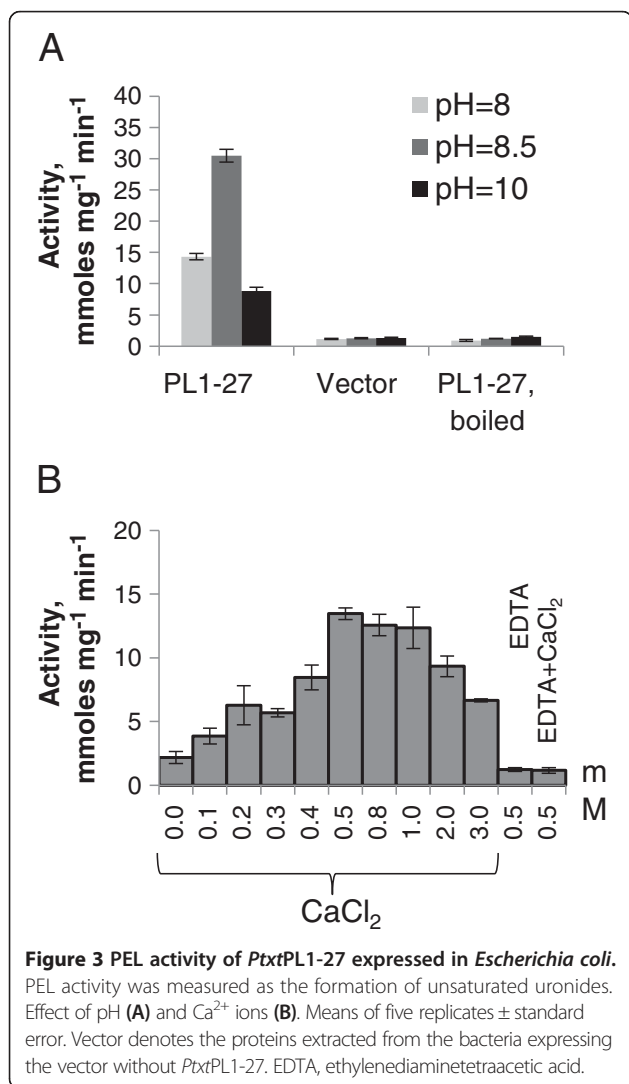 A
Activity,
mmoles mg⁻¹ min⁻¹
40
35
30
25
20
15
10
5
0
pH=8
pH=8.5
pH=10
PL1-27
Vector
PL1-27,
boiled
B
Activity,
mmoles mg⁻¹ min⁻¹
20
15
10
5
0
EDTA
EDTA+CaCl₂
0.0
0.1
0.2
0.3
0.4
0.5
0.8
1.0
2.0
3.0
0.5
0.5
m
M
CaCl₂
Figure 3 PEL activity of PtxtPL1-27 expressed in Escherichia coli.
PEL activity was measured as the formation of unsaturated uronides.
Effect of pH (A) and Ca²⁺ ions (B). Means of five replicates ± standard
error. Vector denotes the proteins extracted from the bacteria expressing
the vector without PtxtPL1-27. EDTA, ethylenediaminetetraacetic acid.